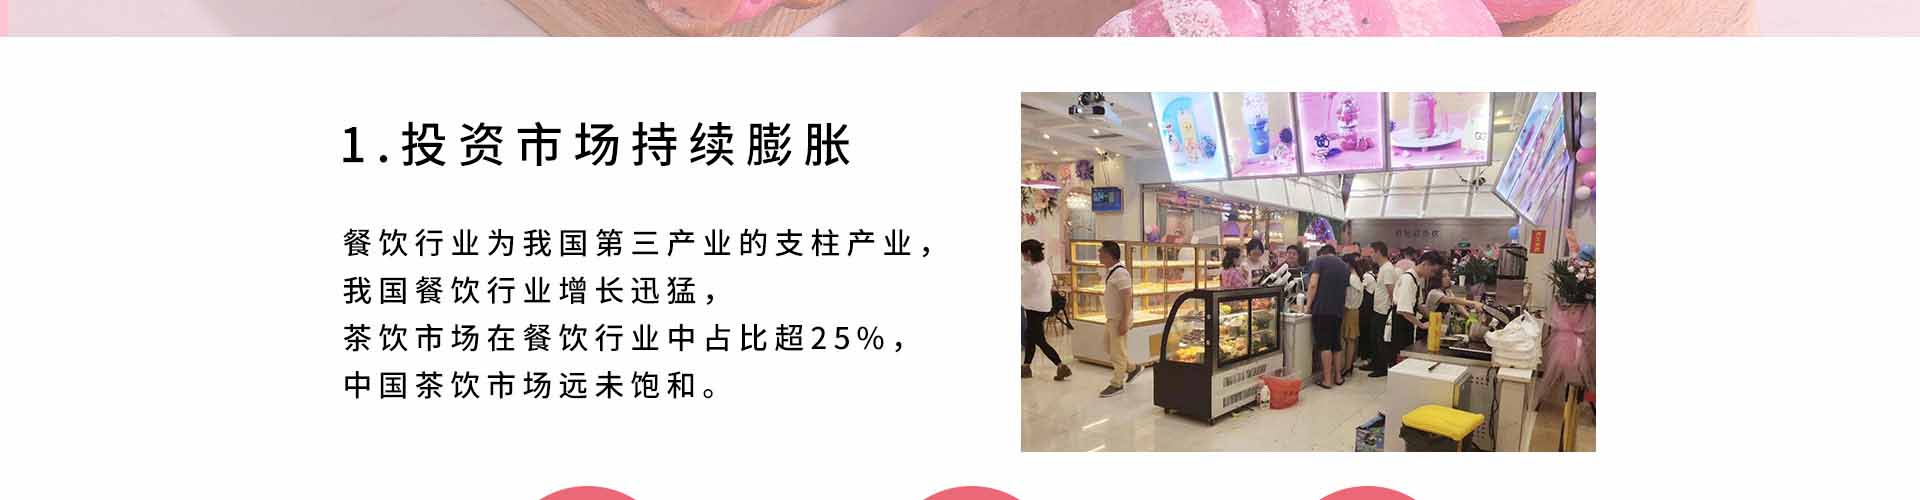 1.投资市场持续膨胀
餐饮行业为我国第三产业的支柱产业，
我国餐饮行业增长迅猛，
茶饮市场在餐饮行业中占比超25%，
中国茶饮市场远未饱和。